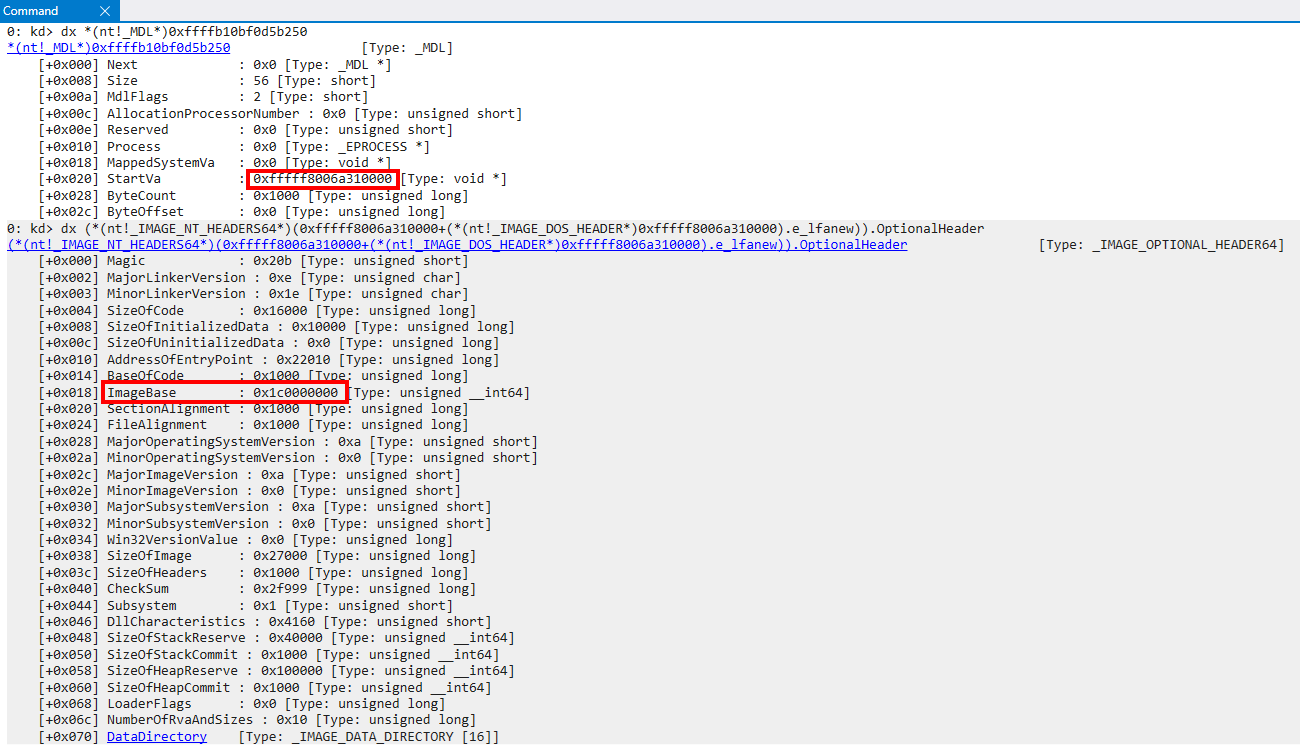 Command
0: kd> dx *(nt!_MDL*)0xffffb10bf0d5b250
*(nt!_MDL*)0xffffb10bf0d5b250 [Type: _MDL]
[+0x000] Next : 0x0 [Type: _MDL *]
[+0x008] Size : 56 [Type: short]
[+0x00a] MdlFlags : 2 [Type: short]
[+0x00c] AllocationProcessorNumber : 0x0 [Type: unsigned short]
[+0x00e] Reserved : 0x0 [Type: unsigned short]
[+0x010] Process : 0x0 [Type: _EPROCESS *]
[+0x018] MappedSystemVa : 0x0 [Type: void *]
[+0x020] StartVa : 0xfffff8006a310000 [Type: void *]
[+0x028] ByteCount : 0x1000 [Type: unsigned long]
[+0x02c] ByteOffset : 0x0 [Type: unsigned long]
0: kd> dx (*(nt!_IMAGE_NT_HEADERS64*)(0xfffff8006a310000+(*(nt!_IMAGE_DOS_HEADER*)0xfffff8006a310000).e_lfanew)).OptionalHeader
(*(nt!_IMAGE_NT_HEADERS64*)(0xfffff8006a310000+(*(nt!_IMAGE_DOS_HEADER*)0xfffff8006a310000).e_lfanew)).OptionalHeader [Type: _IMAGE_OPTIONAL_HEADER64]
[+0x000] Magic : 0x20b [Type: unsigned short]
[+0x002] MajorLinkerVersion : 0xe [Type: unsigned char]
[+0x003] MinorLinkerVersion : 0x1e [Type: unsigned char]
[+0x004] SizeOfCode : 0x16000 [Type: unsigned long]
[+0x008] SizeOfInitializedData : 0x10000 [Type: unsigned long]
[+0x00c] SizeOfUninitializedData : 0x0 [Type: unsigned long]
[+0x010] AddressOfEntryPoint : 0x22010 [Type: unsigned long]
[+0x014] BaseOfCode : 0x1000 [Type: unsigned long]
[+0x018] ImageBase : 0x1c0000000 [Type: unsigned __int64]
[+0x020] SectionAlignment : 0x1000 [Type: unsigned long]
[+0x024] FileAlignment : 0x1000 [Type: unsigned long]
[+0x028] MajorOperatingSystemVersion : 0xa [Type: unsigned short]
[+0x02a] MinorOperatingSystemVersion : 0x0 [Type: unsigned short]
[+0x02c] MajorImageVersion : 0xa [Type: unsigned short]
[+0x02e] MinorImageVersion : 0x0 [Type: unsigned short]
[+0x030] MajorSubsystemVersion : 0xa [Type: unsigned short]
[+0x032] MinorSubsystemVersion : 0x0 [Type: unsigned short]
[+0x034] Win32VersionValue : 0x0 [Type: unsigned long]
[+0x038] SizeOfImage : 0x27000 [Type: unsigned long]
[+0x03c] SizeOfHeaders : 0x1000 [Type: unsigned long]
[+0x040] CheckSum : 0x2f999 [Type: unsigned long]
[+0x044] Subsystem : 0x1 [Type: unsigned short]
[+0x046] DllCharacteristics : 0x4160 [Type: unsigned short]
[+0x048] SizeOfStackReserve : 0x40000 [Type: unsigned __int64]
[+0x050] SizeOfStackCommit : 0x1000 [Type: unsigned __int64]
[+0x058] SizeOfHeapReserve : 0x100000 [Type: unsigned __int64]
[+0x060] SizeOfHeapCommit : 0x1000 [Type: unsigned __int64]
[+0x068] LoaderFlags : 0x0 [Type: unsigned long]
[+0x06c] NumberOfRvaAndSizes : 0x10 [Type: unsigned long]
[+0x070] DataDirectory [Type: _IMAGE_DATA_DIRECTORY [16]]